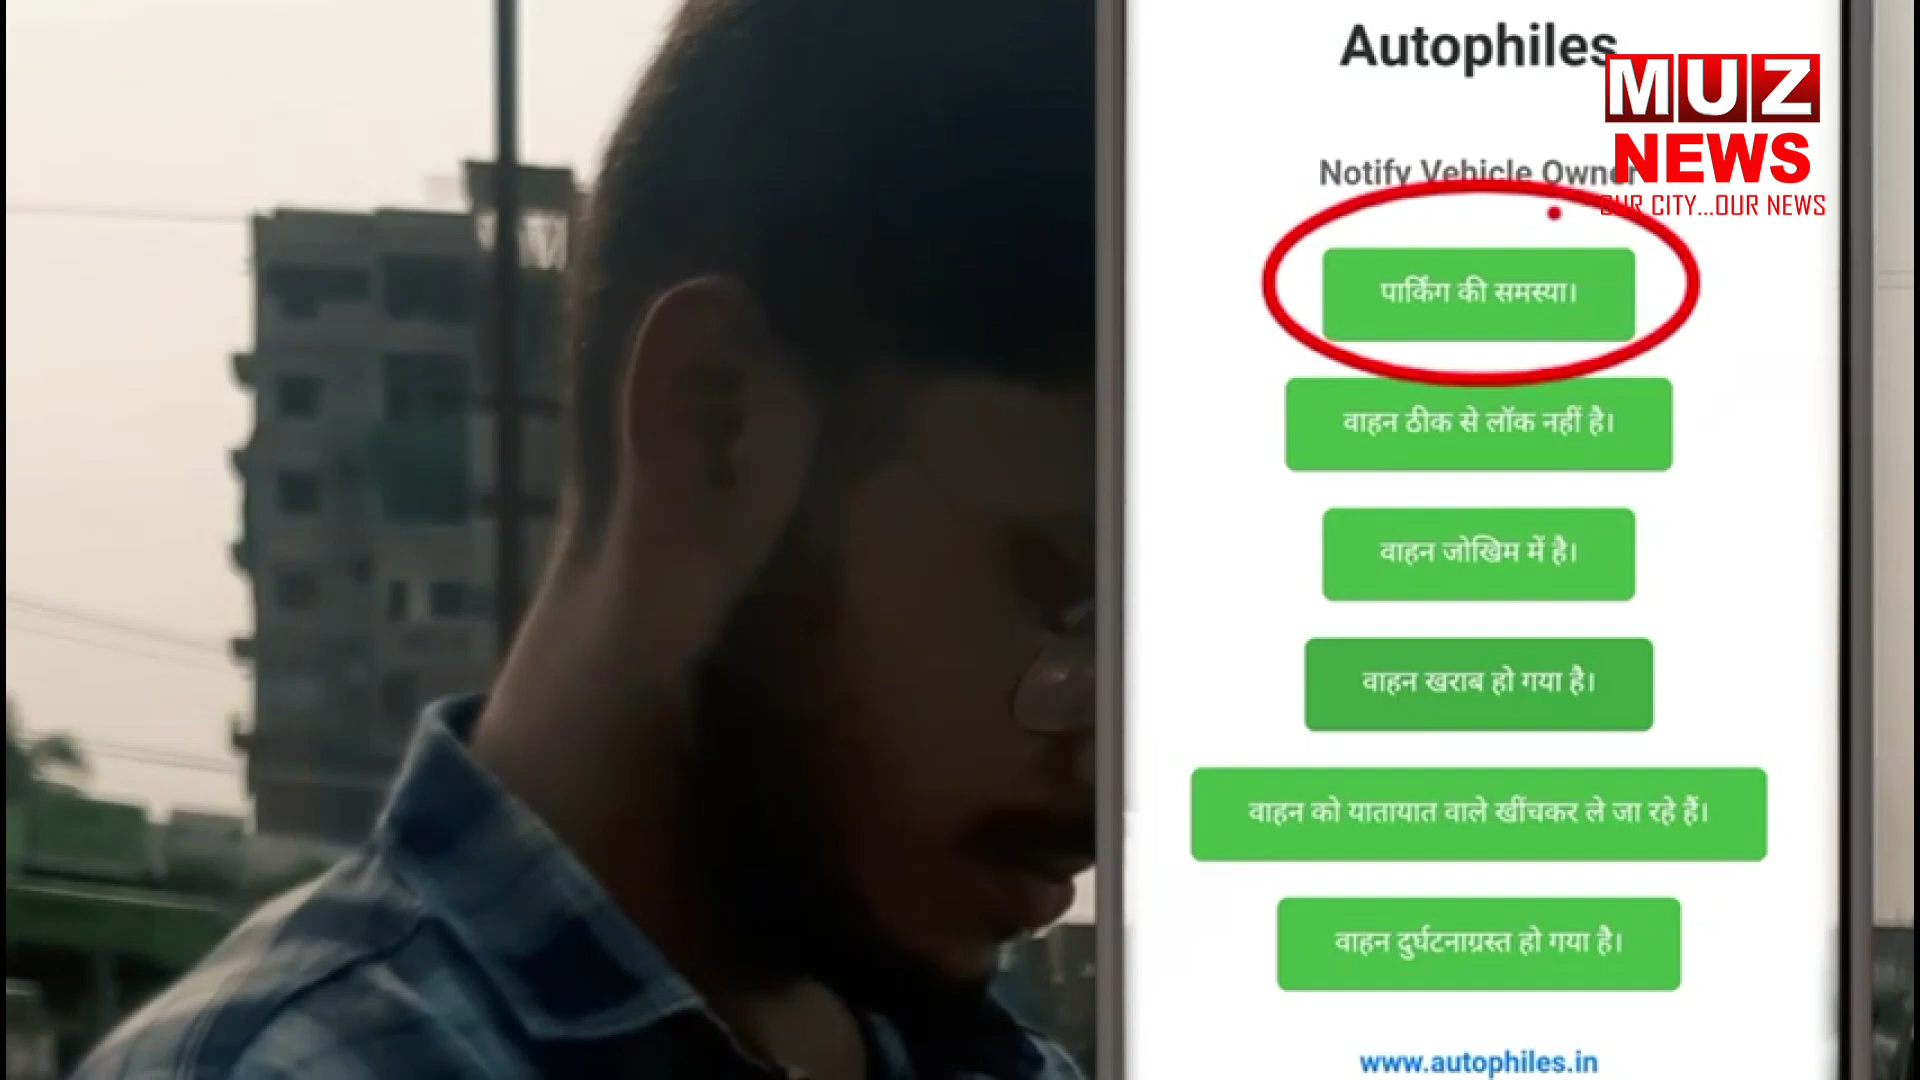 Autophiles
MUZ
NEWS
OUR CITY...OUR NEWS
Notify Vehicle Owner
पार्किंग की समस्या।
वाहन ठीक से लॉक नहीं है।
वाहन जोखिम में है।
वाहन खराब हो गया है।
वाहन को यातायात वाले खींचकर ले जा रहे हैं।
वाहन दुर्घटनाग्रस्त हो गया है।
www.autophiles.in